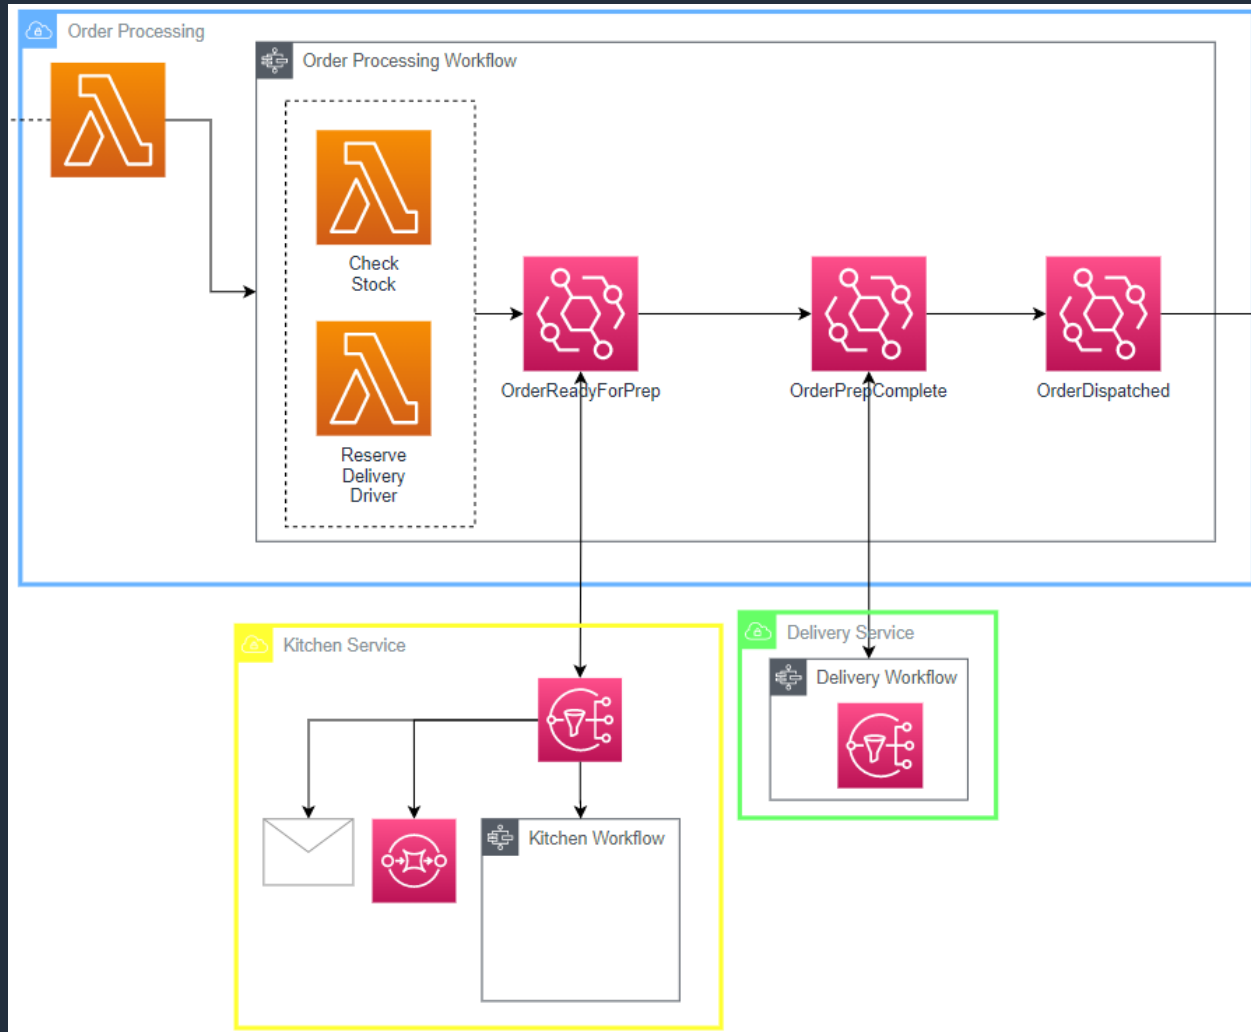 Order Processing
Order Processing Workflow
Check
Stock
Reserve
Delivery
Driver
OrderReadyForPrep
OrderPrepComplete
OrderDispatched
Kitchen Service
Kitchen Workflow
Delivery Service
Delivery Workflow